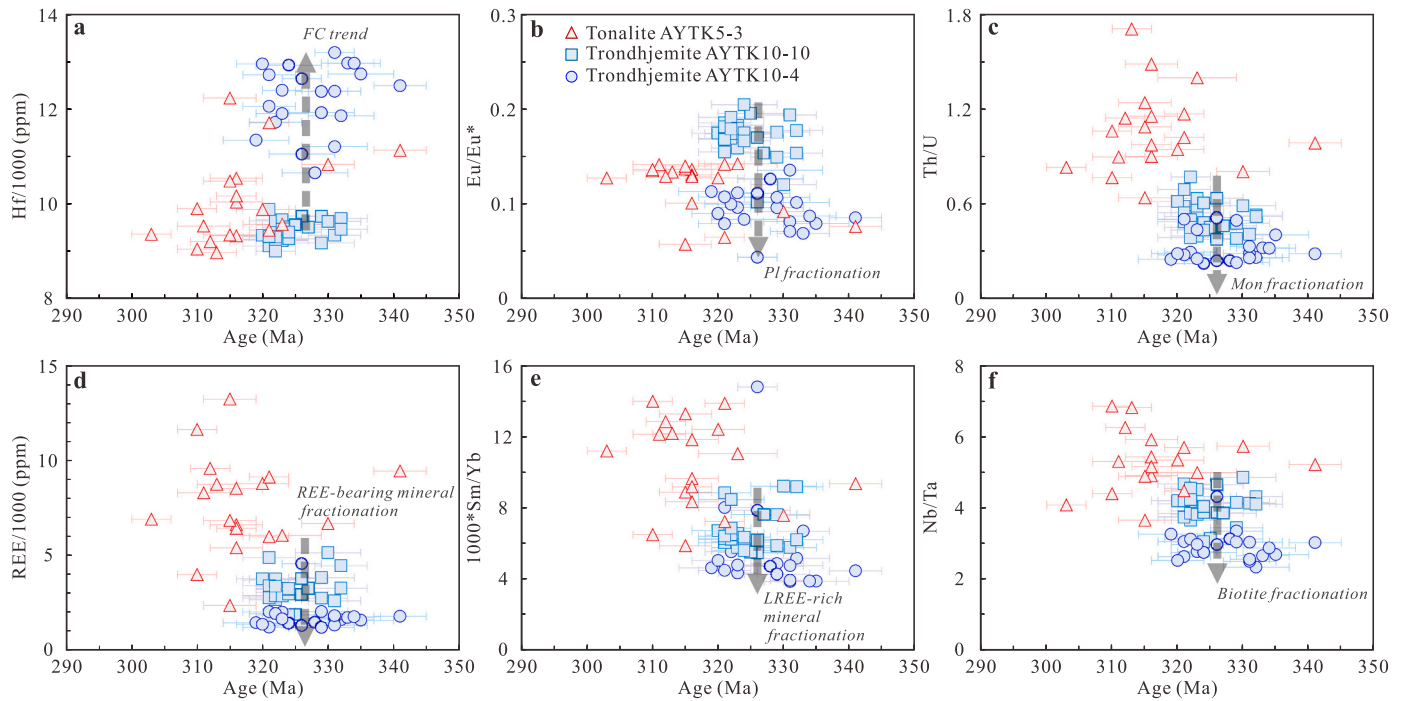 a
FC trend
Hf/1000 (ppm)
14
12
10
8
290
300
310
320
330
340
350
Age (Ma)
b
Tonalite AYTK5-3
Trondhjemite AYTK10-10
Trondhjemite AYTK10-4
Pl fractionation
Eu/Eu*
0.3
0.2
0.1
0
290
300
310
320
330
340
350
Age (Ma)
c
Mon fractionation
Th/U
1.8
1.2
0.6
0
290
300
310
320
330
340
350
Age (Ma)
d
REE-bearing mineral
fractionation
REE/1000 (ppm)
15
10
5
0
290
300
310
320
330
340
350
Age (Ma)
e
LREE-rich
mineral
fractionation
1000*Sm/Yb
16
12
8
4
0
290
300
310
320
330
340
350
Age (Ma)
f
Biotite fractionation
Nb/Ta
8
6
4
2
0
290
300
310
320
330
340
350
Age (Ma)